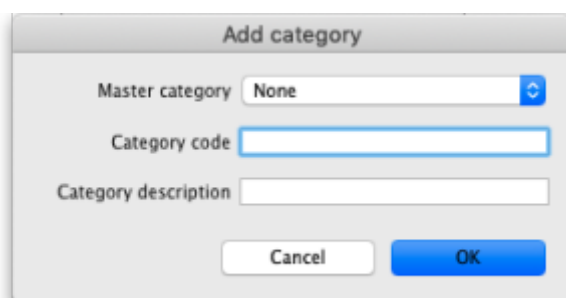 Add category
Master category None
Category code
Category description
Cancel OK